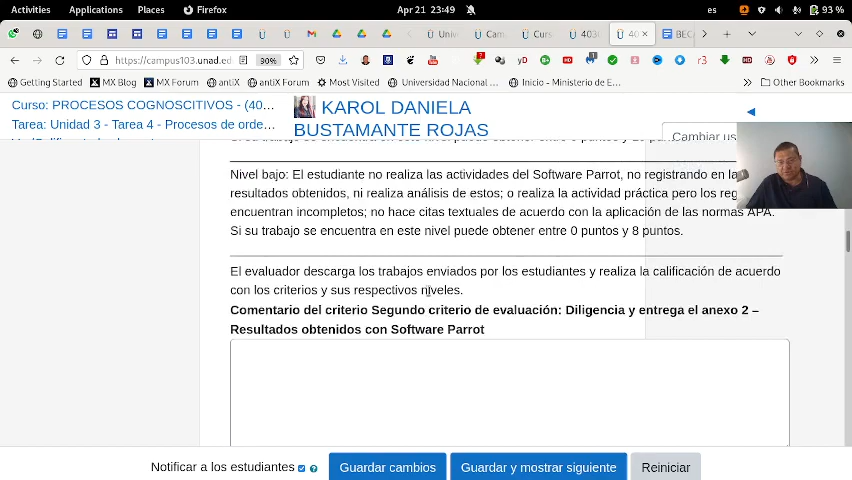 Activities Applications Places Firefox Apr 21 23:49 es 93 %
Univ Curs 403 40 BEC
https://campus103.unad.ed 90%
Getting Started MX Blog MX Forum antiX antiX Forum Most Visited Universidad Nacional ... Inicio - Ministerio de E... Other Bookmarks
Curso: PROCESOS COGNOSCITIVOS - (40...
Tarea: Unidad 3 - Tarea 4 - Procesos de orde...
KAROL DANIELA
BUSTAMANTE ROJAS
Cambiar us
Nivel bajo: El estudiante no realiza las actividades del Software Parrot, no registrando en la
resultados obtenidos, ni realiza análisis de estos; o realiza la actividad práctica pero los reg
encuentran incompletos; no hace citas textuales de acuerdo con la aplicación de las normas APA.
Si su trabajo se encuentra en este nivel puede obtener entre 0 puntos y 8 puntos.
El evaluador descarga los trabajos enviados por los estudiantes y realiza la calificación de acuerdo
con los criterios y sus respectivos niveles.
Comentario del criterio Segundo criterio de evaluación: Diligencia y entrega el anexo 2 –
Resultados obtenidos con Software Parrot
Notificar a los estudiantes Guardar cambios Guardar y mostrar siguiente Reiniciar